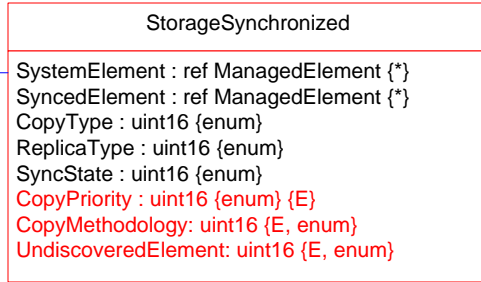 StorageSynchronized
SystemElement : ref ManagedElement {*}
SyncedElement : ref ManagedElement {*}
CopyType : uint16 {enum}
ReplicaType : uint16 {enum}
SyncState : uint16 {enum}
CopyPriority : uint16 {enum} {E}
CopyMethodology: uint16 {E, enum}
UndiscoveredElement: uint16 {E, enum}